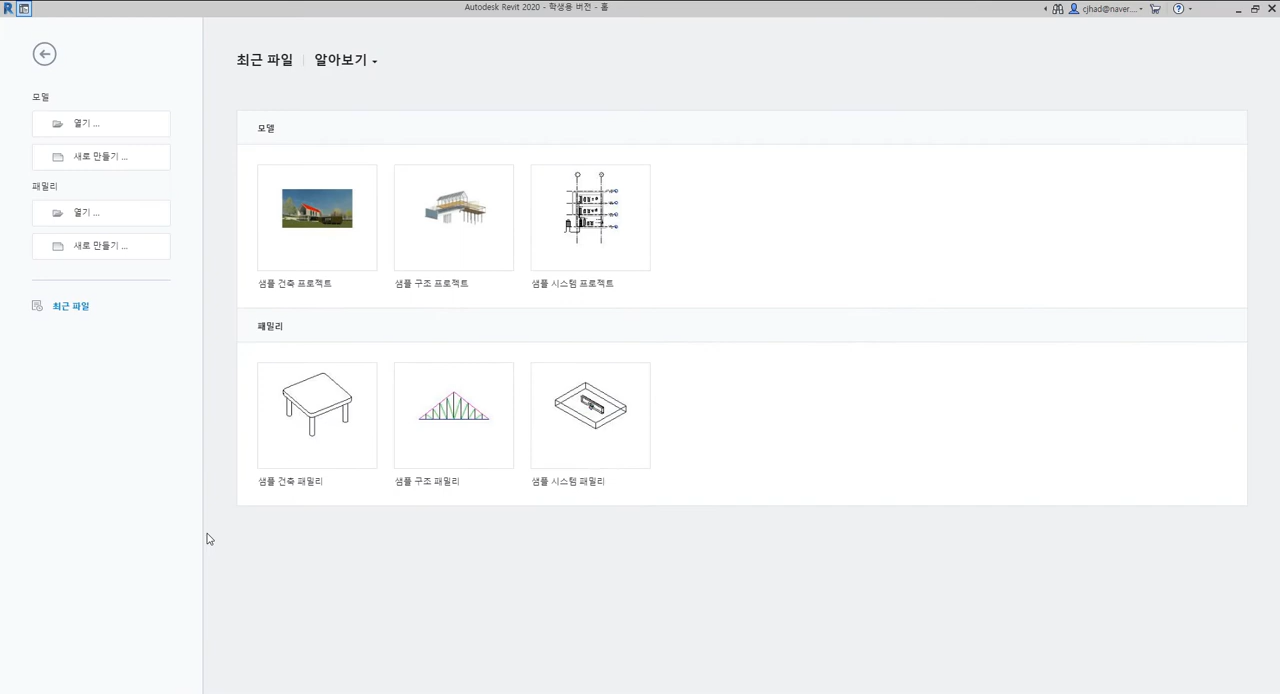 Autodesk Revit 2020 - 학생용 버전 - 홈
cjhad@naver....
최근 파일
알아보기
모델
열기 ...
새로 만들기 ...
패밀리
열기 ...
새로 만들기 ...
최근 파일
모델
샘플 건축 프로젝트
샘플 구조 프로젝트
샘플 시스템 프로젝트
패밀리
샘플 건축 패밀리
샘플 구조 패밀리
샘플 시스템 패밀리